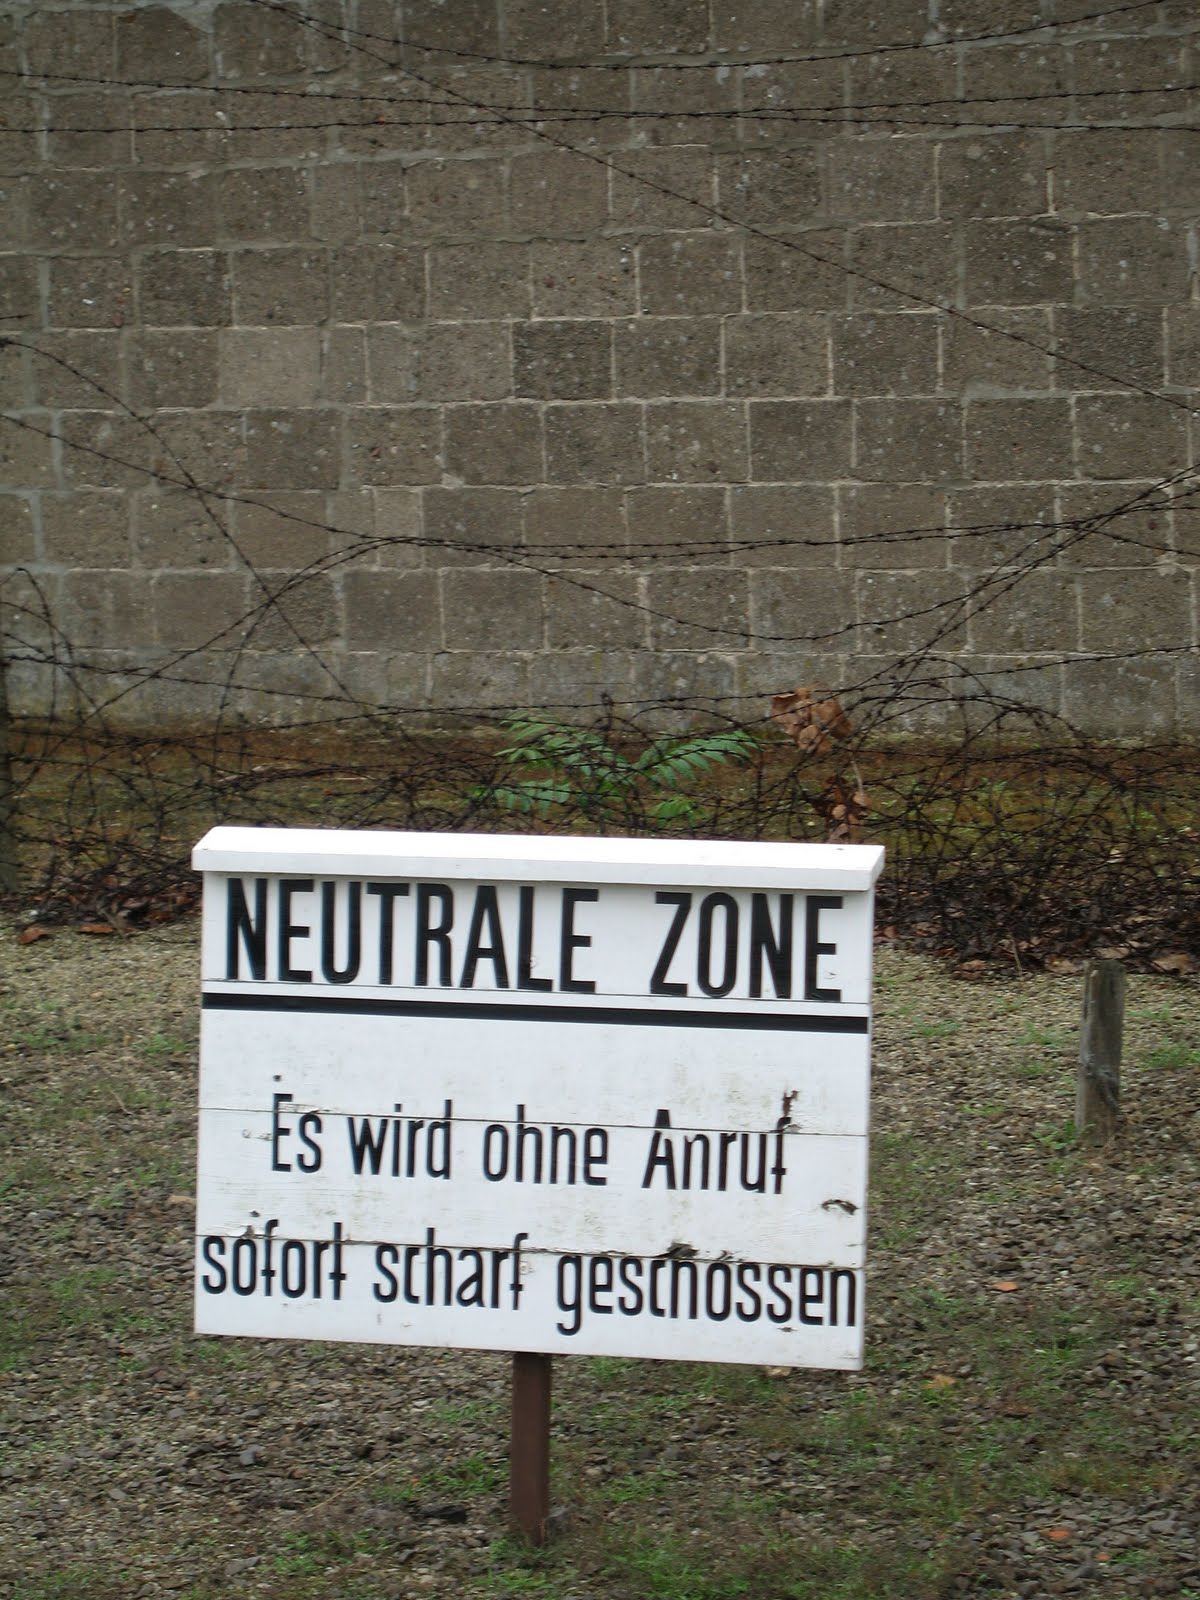 NEUTRALE ZONE
Es wird ohne Anruf
sofort scharf geschossen